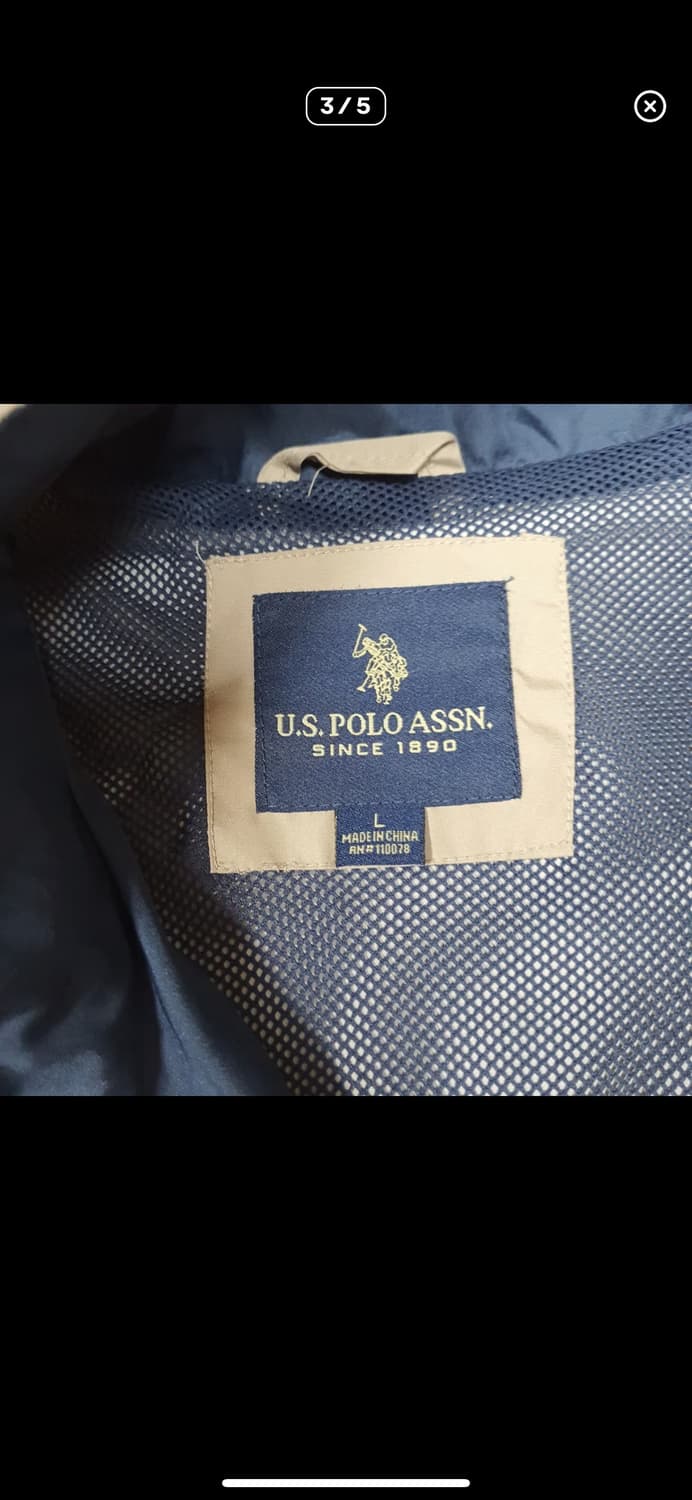 3/5
U.S. POLO ASSN.
SINCE 1890
L
MADE IN CHINA
RN#110078